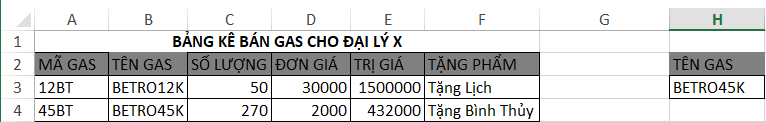 A B C D E F G H
1 BẢNG KÊ BÁN GAS CHO ĐẠI LÝ X
2 MÃ GAS TÊN GAS SỐ LƯỢNG ĐƠN GIÁ TRỊ GIÁ TẶNG PHẨM TÊN GAS
3 12BT BETRO12K 50 30000 1500000 Tặng Lịch BETRO45K
4 45BT BETRO45K 270 2000 432000 Tặng Bình Thủy